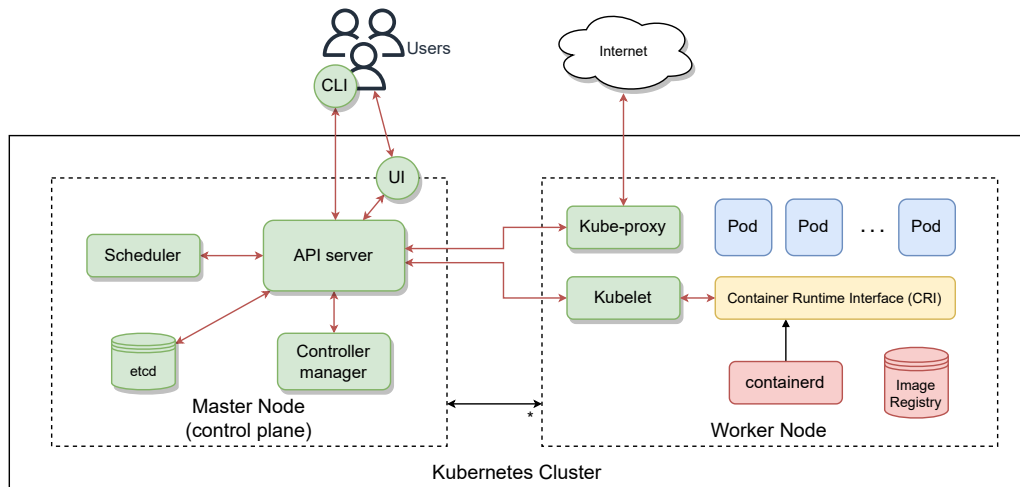 Users
CLI
Internet
UI
Scheduler
API server
etcd
Controller
manager
Master Node
(control plane)
*
Kube-proxy
Pod
Pod
. . .
Pod
Kubelet
Container Runtime Interface (CRI)
containerd
Image
Registry
Worker Node
Kubernetes Cluster